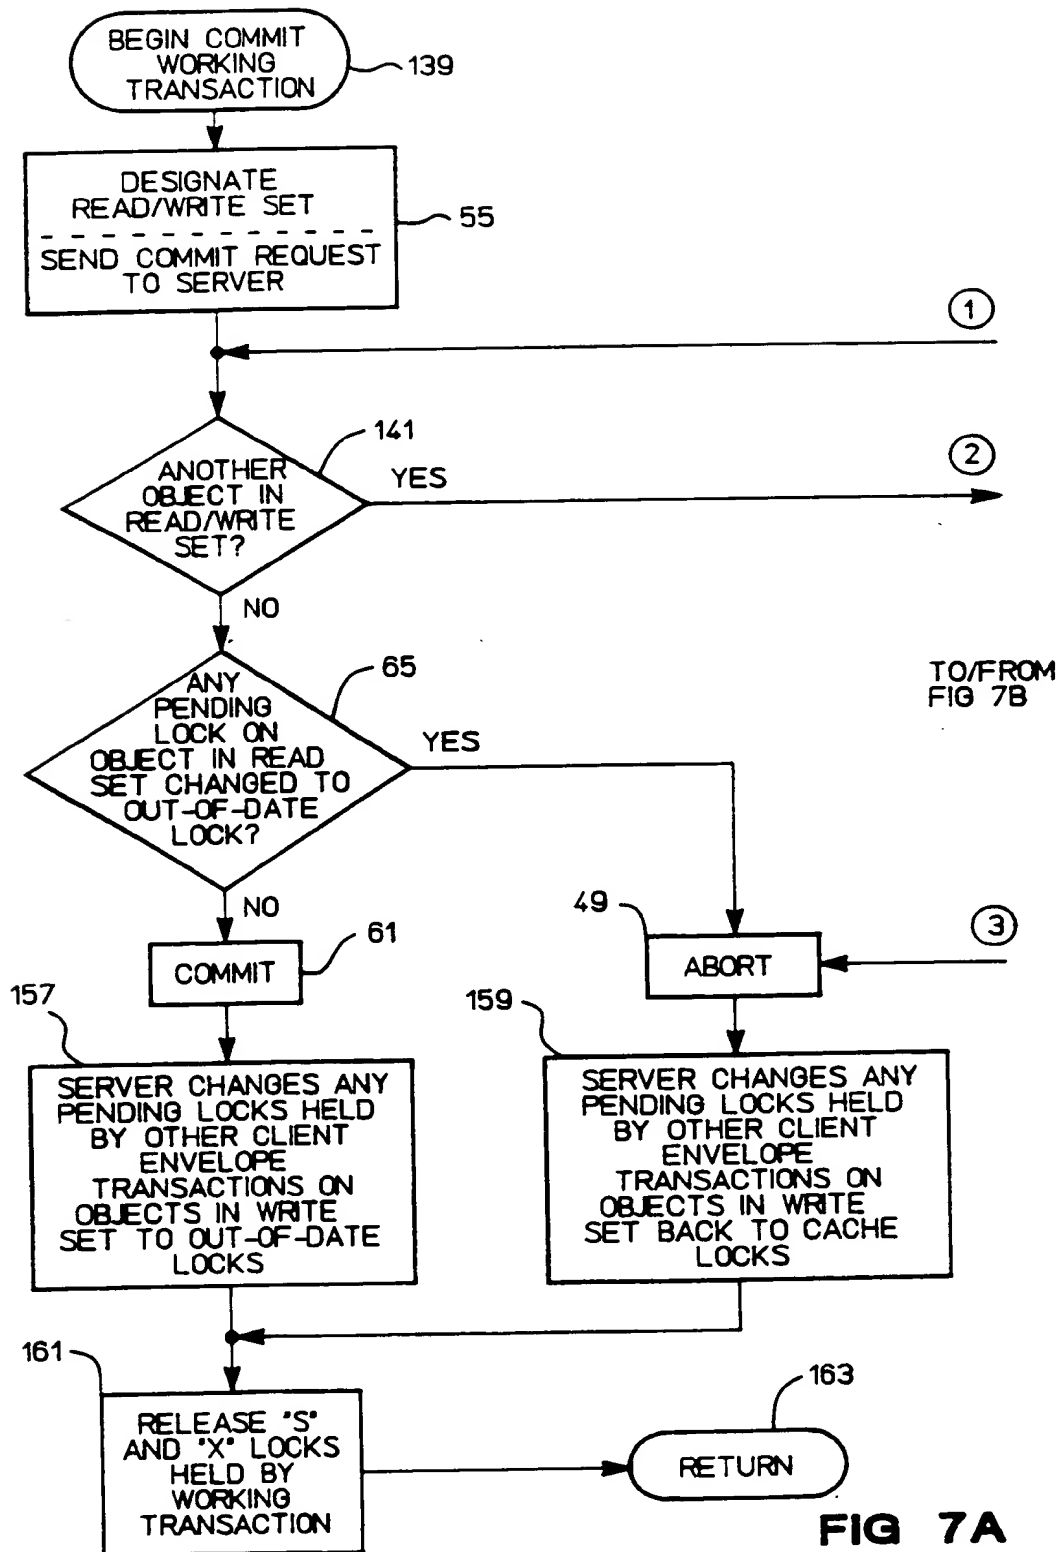 BEGIN COMMIT
WORKING
TRANSACTION
139
DESIGNATE
READ/WRITE SET
55
SEND COMMIT REQUEST
TO SERVER
1
141
ANOTHER
OBJECT IN
READ/WRITE
SET?
YES
2
NO
65
ANY
PENDING
LOCK ON
OBJECT IN READ
SET CHANGED TO
OUT-OF-DATE
LOCK?
YES
TO/FROM
FIG 7B
NO
61
COMMIT
49
ABORT
3
157
SERVER CHANGES ANY
PENDING LOCKS HELD
BY OTHER CLIENT
ENVELOPE
TRANSACTIONS ON
OBJECTS IN WRITE
SET TO OUT-OF-DATE
LOCKS
159
SERVER CHANGES ANY
PENDING LOCKS HELD
BY OTHER CLIENT
ENVELOPE
TRANSACTIONS ON
OBJECTS IN WRITE
SET BACK TO CACHE
LOCKS
161
RELEASE "S"
AND "X" LOCKS
HELD BY
WORKING
TRANSACTION
163
RETURN
FIG 7A